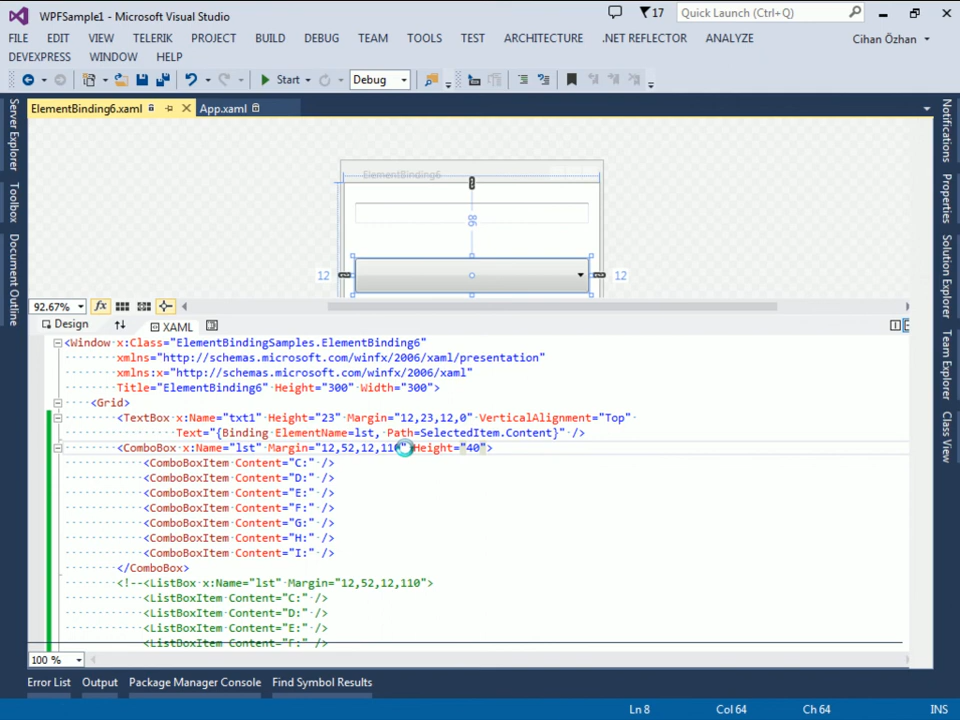 WPFSample1 - Microsoft Visual Studio
17
Quick Launch (Ctrl+Q)
FILE EDIT VIEW TELERIK PROJECT BUILD DEBUG TEAM TOOLS TEST ARCHITECTURE .NET REFLECTOR ANALYZE
Cihan Özhan
DEVEXPRESS WINDOW HELP
Start
Debug
ElementBinding6.xaml
App.xaml
Server Explorer
Toolbox
Document Outline
Notifications
Properties
Solution Explorer
Team Explorer
Class View
ElementBinding6
98
12
12
92.67%
fx
Design
XAML
<Window x:Class="ElementBindingSamples.ElementBinding6"
xmlns="http://schemas.microsoft.com/winfx/2006/xaml/presentation"
xmlns:x="http://schemas.microsoft.com/winfx/2006/xaml"
Title="ElementBinding6" Height="300" Width="300">
<Grid>
<TextBox x:Name="txt1" Height="23" Margin="12,23,12,0" VerticalAlignment="Top"
Text="{Binding ElementName=lst, Path=SelectedItem.Content}" />
<ComboBox x:Name="lst" Margin="12,52,12,110" Height="40">
<ComboBoxItem Content="C:" />
<ComboBoxItem Content="D:" />
<ComboBoxItem Content="E:" />
<ComboBoxItem Content="F:" />
<ComboBoxItem Content="G:" />
<ComboBoxItem Content="H:" />
<ComboBoxItem Content="I:" />
</ComboBox>
<!--<ListBox x:Name="lst" Margin="12,52,12,110">
<ListBoxItem Content="C:" />
<ListBoxItem Content="D:" />
<ListBoxItem Content="E:" />
<ListBoxItem Content="F:" />
100 %
Error List Output Package Manager Console Find Symbol Results
Ln 8 Col 64 Ch 64 INS